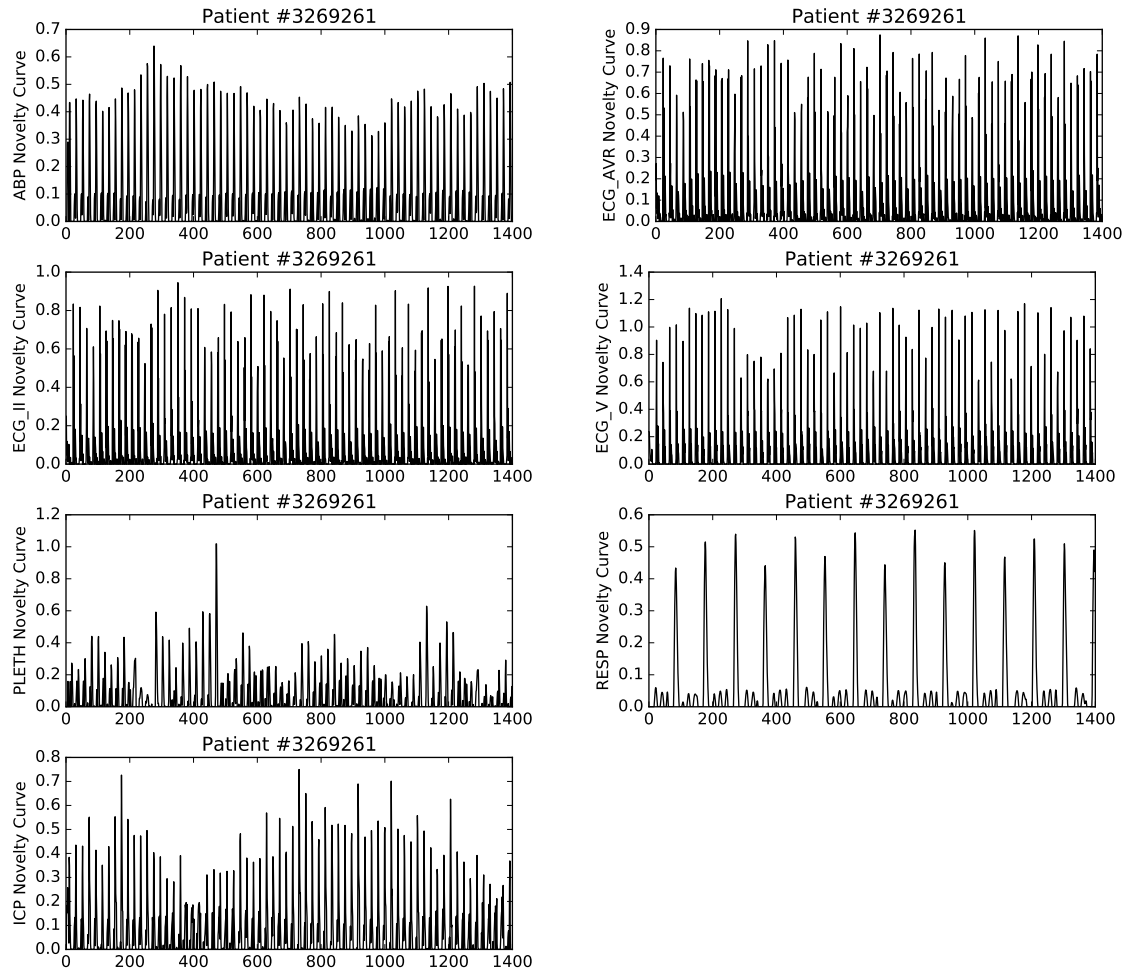 Patient #3269261
ABP Novelty Curve
0.7
0.6
0.5
0.4
0.3
0.2
0.1
0.0
0 200 400 600 800 1000 1200 1400
Patient #3269261
ECG_AVR Novelty Curve
0.9
0.8
0.7
0.6
0.5
0.4
0.3
0.2
0.1
0.0
0 200 400 600 800 1000 1200 1400
Patient #3269261
ECG_II Novelty Curve
1.0
0.8
0.6
0.4
0.2
0.0
0 200 400 600 800 1000 1200 1400
Patient #3269261
ECG_V Novelty Curve
1.4
1.2
1.0
0.8
0.6
0.4
0.2
0.0
0 200 400 600 800 1000 1200 1400
Patient #3269261
PLETH Novelty Curve
1.2
1.0
0.8
0.6
0.4
0.2
0.0
0 200 400 600 800 1000 1200 1400
Patient #3269261
RESP Novelty Curve
0.6
0.5
0.4
0.3
0.2
0.1
0.0
0 200 400 600 800 1000 1200 1400
Patient #3269261
ICP Novelty Curve
0.8
0.7
0.6
0.5
0.4
0.3
0.2
0.1
0.0
0 200 400 600 800 1000 1200 1400